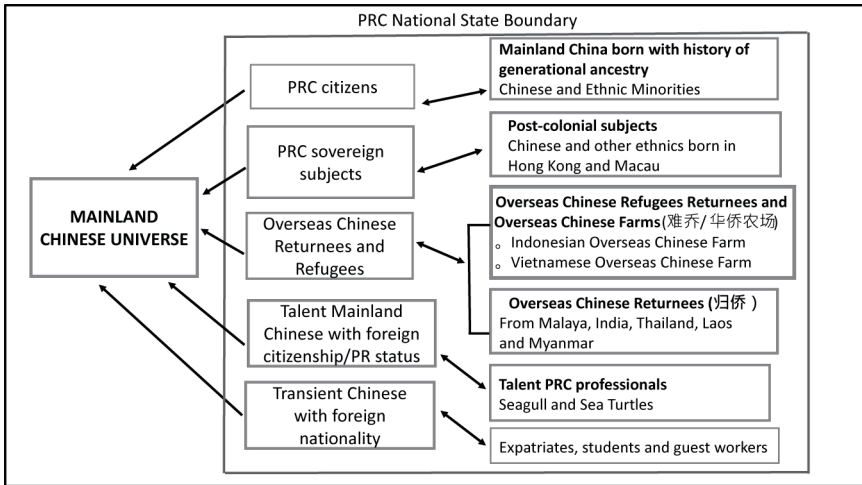 PRC National State Boundary
MAINLAND
CHINESE UNIVERSE
PRC citizens
PRC sovereign
subjects
Overseas Chinese
Returnees and
Refugees
Talent Mainland
Chinese with foreign
citizenship/PR status
Transient Chinese
with foreign
nationality
Mainland China born with history of
generational ancestry
Chinese and Ethnic Minorities
Post-colonial subjects
Chinese and other ethnics born in
Hong Kong and Macau
Overseas Chinese Refugees Returnees and
Overseas Chinese Farms(难乔/ 华侨农场)
。 Indonesian Overseas Chinese Farm
。 Vietnamese Overseas Chinese Farm
Overseas Chinese Returnees (归侨 )
From Malaya, India, Thailand, Laos
and Myanmar
Talent PRC professionals
Seagull and Sea Turtles
Expatriates, students and guest workers